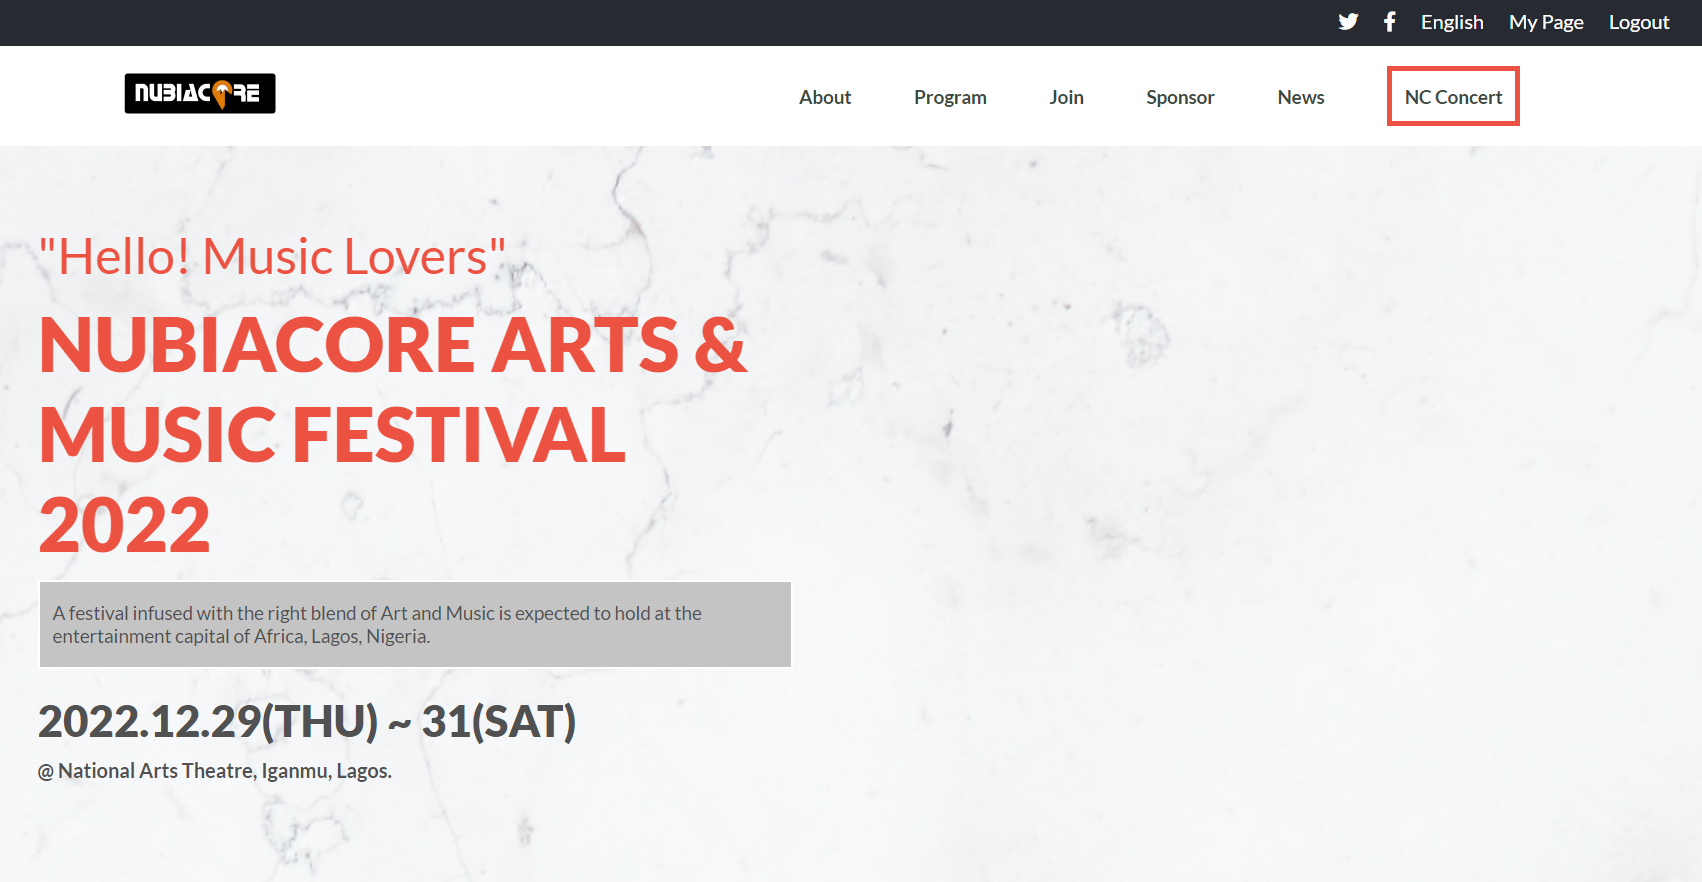 English My Page Logout
NUBIACORE
About Program Join Sponsor News NC Concert
"Hello! Music Lovers"
NUBIACORE ARTS &
MUSIC FESTIVAL
2022
A festival infused with the right blend of Art and Music is expected to hold at the
entertainment capital of Africa, Lagos, Nigeria.
2022.12.29(THU) ~ 31(SAT)
@ National Arts Theatre, Iganmu, Lagos.